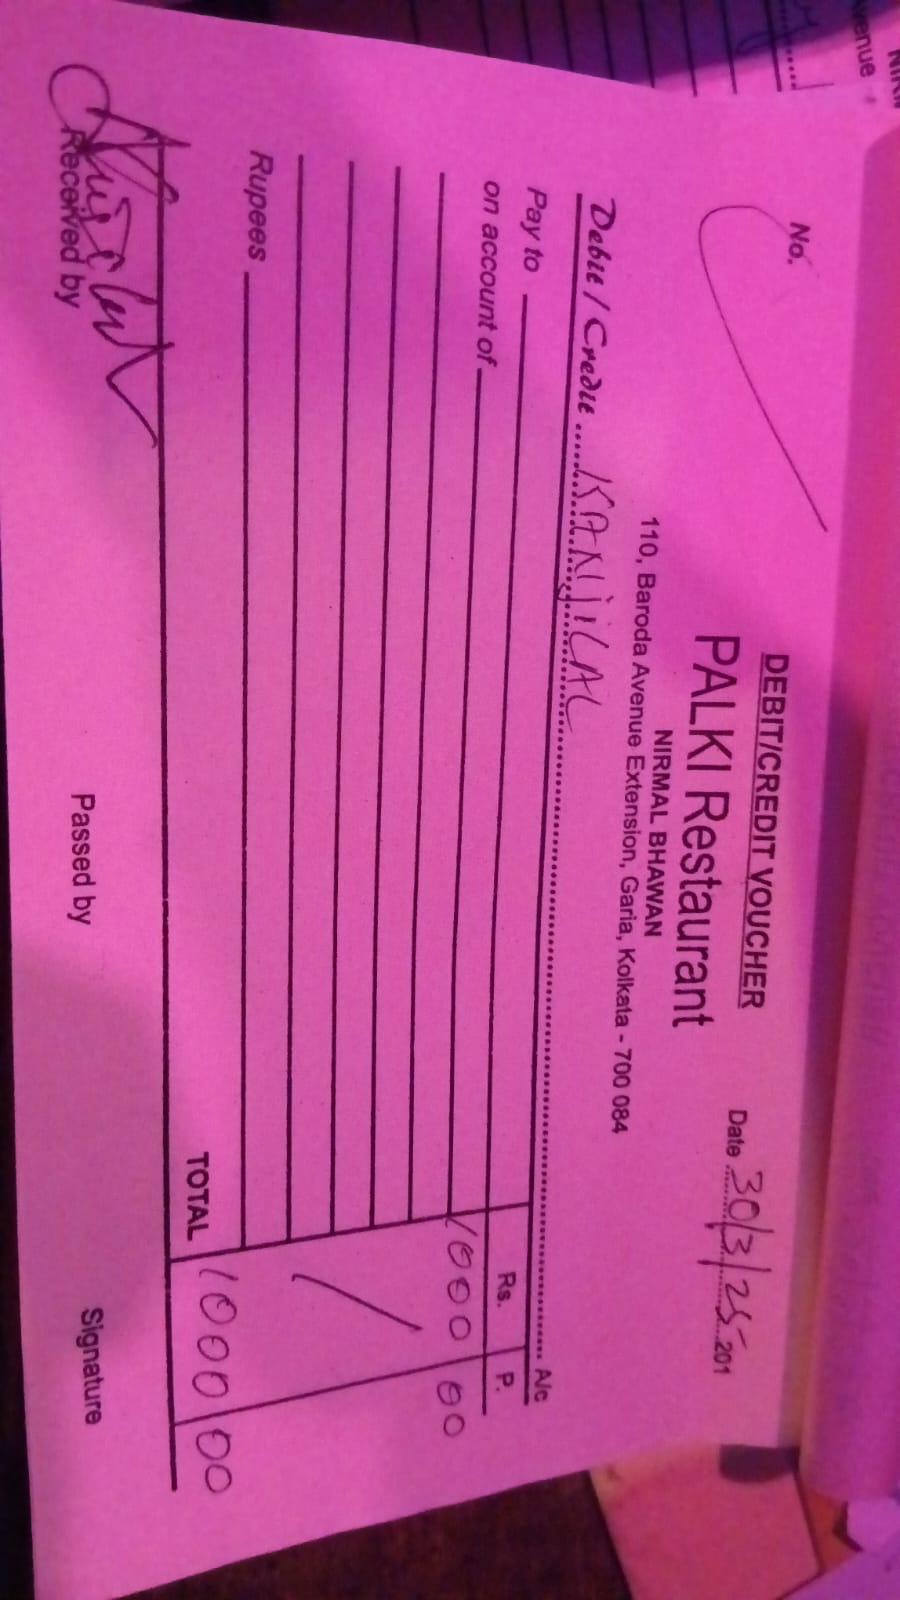 No.
DEBIT/CREDIT VOUCHER
PALKI Restaurant
NIRMAL BHAWAN
110, Baroda Avenue Extension, Garia, Kolkata - 700 084
Date 30/3/25 201
Debit / Credit KANJILAL A/c
Pay to Rs. P.
on account of 1000 00
Rupees
TOTAL 1000 00
Received by Passed by Signature
enue